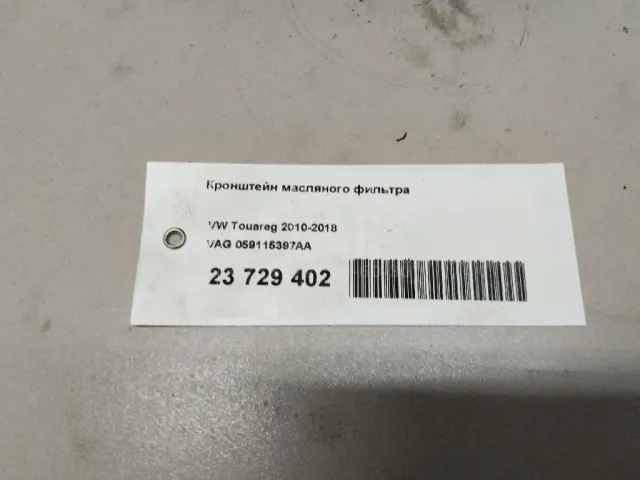 Кронштейн масляного фильтра
VW Touareg 2010-2018
VAG 059115397AA
23 729 402